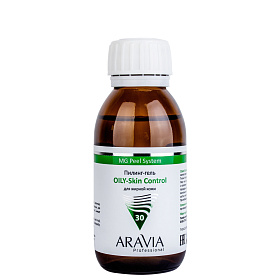 MG Peel System
Пилинг-гель
OILY-Skin Control
для жирной кожи
30
ARAVIA
Professional